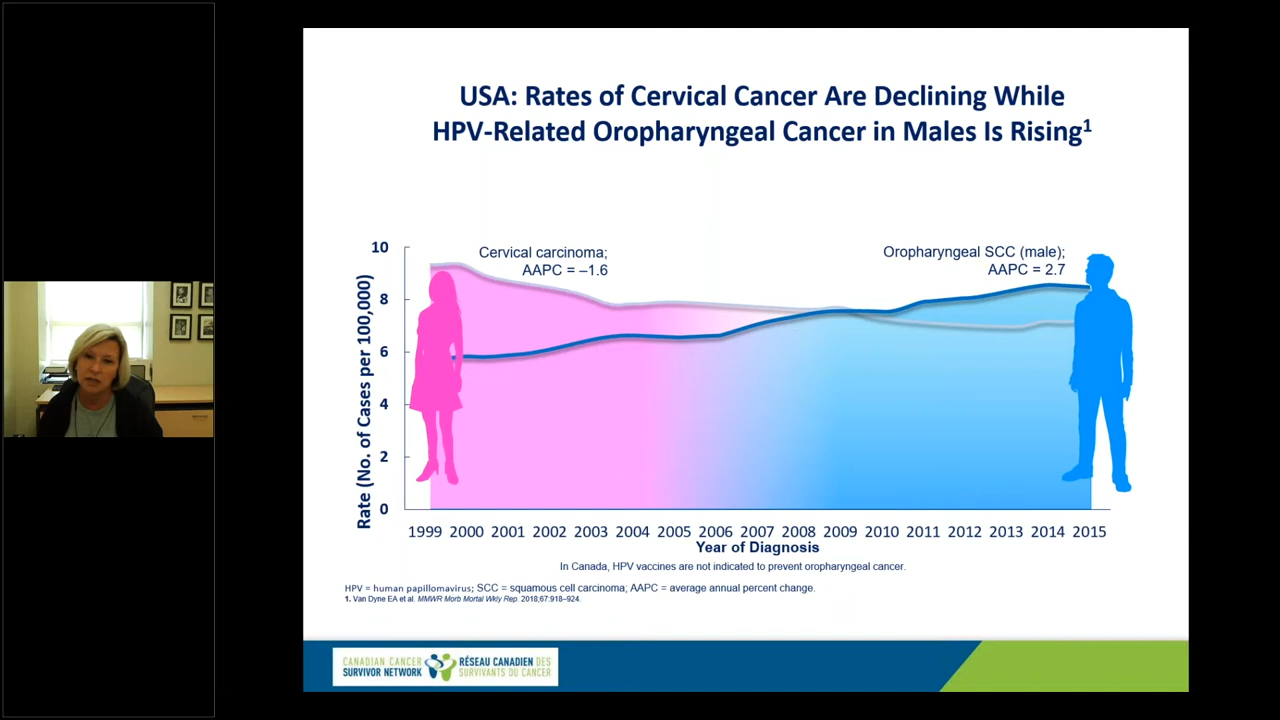 USA: Rates of Cervical Cancer Are Declining While
HPV-Related Oropharyngeal Cancer in Males Is Rising¹
Cervical carcinoma;
AAPC = –1.6
Oropharyngeal SCC (male);
AAPC = 2.7
Rate (No. of Cases per 100,000)
10
8
6
4
2
0
1999 2000 2001 2002 2003 2004 2005 2006 2007 2008 2009 2010 2011 2012 2013 2014 2015
Year of Diagnosis
In Canada, HPV vaccines are not indicated to prevent oropharyngeal cancer.
HPV = human papillomavirus; SCC = squamous cell carcinoma; AAPC = average annual percent change.
1. Van Dyne EA et al. MMWR Morb Mortal Wkly Rep. 2018;67:918–924.
CANADIAN CANCER
SURVIVOR NETWORK
RÉSEAU CANADIEN DES
SURVIVANTS DU CANCER